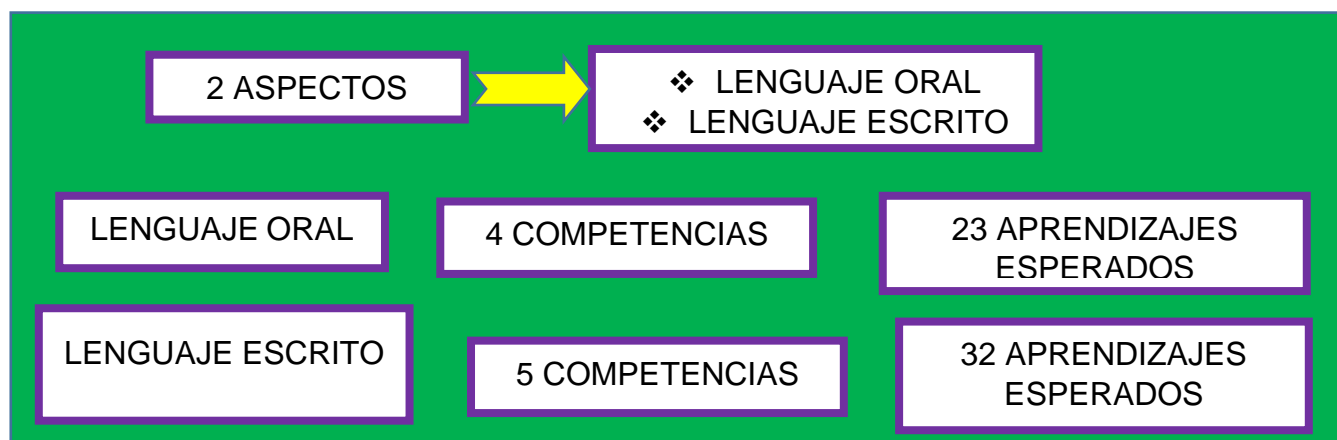 2 ASPECTOS
❖ LENGUAJE ORAL
❖ LENGUAJE ESCRITO
LENGUAJE ORAL
4 COMPETENCIAS
23 APRENDIZAJES
ESPERADOS
LENGUAJE ESCRITO
5 COMPETENCIAS
32 APRENDIZAJES
ESPERADOS